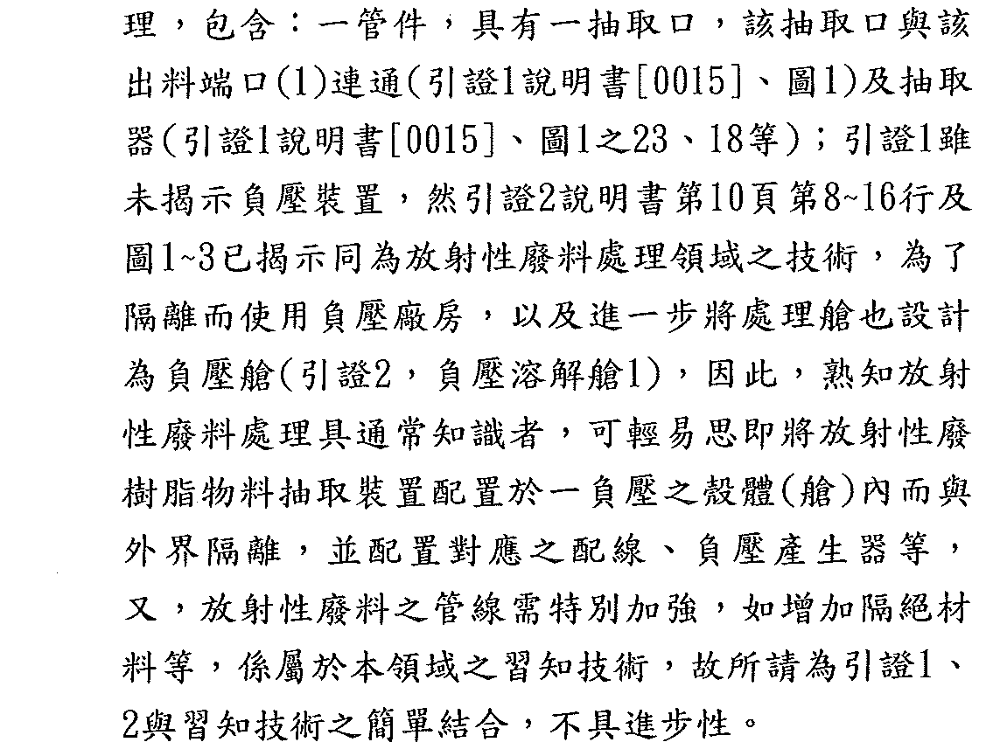 理，包含：一管件，具有一抽取口，該抽取口與該
出料端口(1)連通(引證1說明書[0015]、圖1)及抽取
器(引證1說明書[0015]、圖1之23、18等)；引證1雖
未揭示負壓裝置，然引證2說明書第10頁第8~16行及
圖1~3已揭示同為放射性廢料處理領域之技術，為了
隔離而使用負壓廠房，以及進一步將處理艙也設計
為負壓艙(引證2，負壓溶解艙1)，因此，熟知放射
性廢料處理具通常知識者，可輕易思即將放射性廢
樹脂物料抽取裝置配置於一負壓之殼體(艙)內而與
外界隔離，並配置對應之配線、負壓產生器等，
又，放射性廢料之管線需特別加強，如增加隔絕材
料等，係屬於本領域之習知技術，故所請為引證1、
2與習知技術之簡單結合，不具進步性。